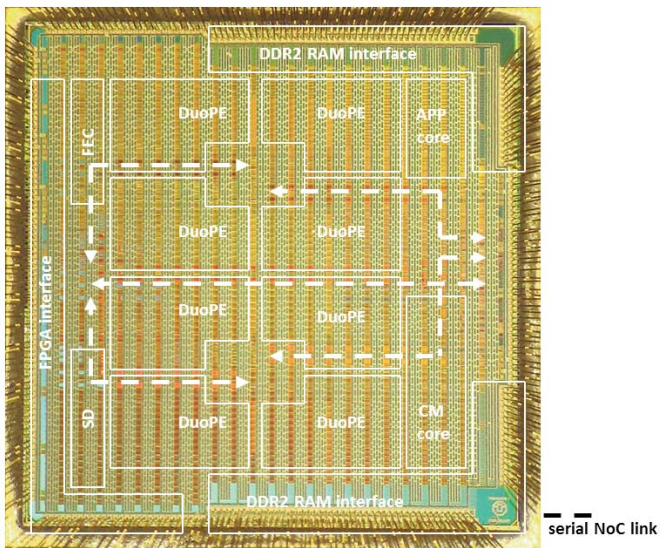 DDR2 RAM interface
DuoPE
DuoPE
APP
core
FEC
DuoPE
DuoPE
FPGA interface
DuoPE
DuoPE
SD
DuoPE
DuoPE
CM
core
DDR2 RAM interface
serial NoC link